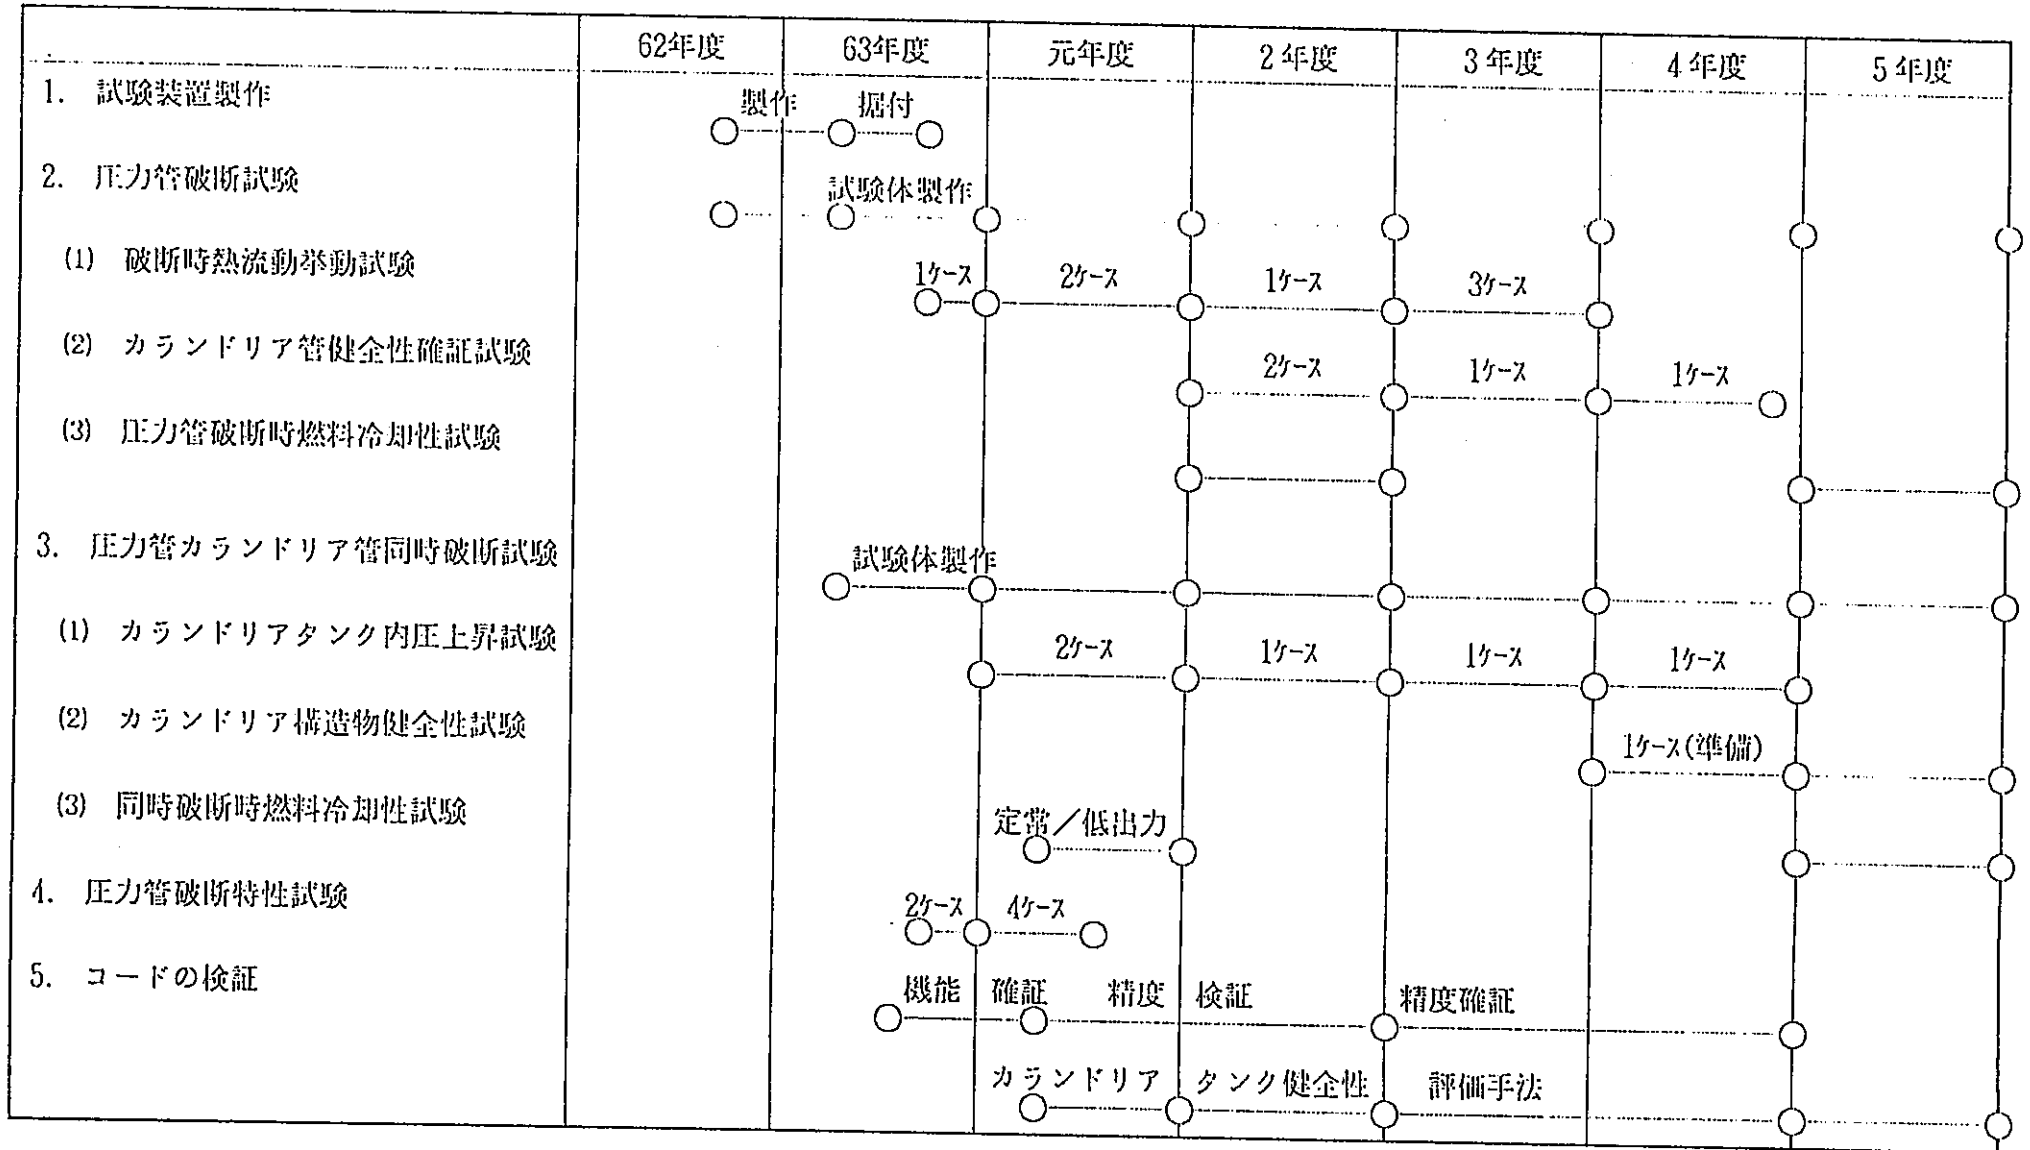 62年度 63年度 元年度 2年度 3年度 4年度 5年度
1. 試験装置製作
製作 据付
2. 圧力管破断試験
試験体製作
(1) 破断時熱流動挙動試験
1ケース 2ケース 1ケース 3ケース
(2) カランドリア管健全性確証試験
2ケース 1ケース 1ケース
(3) 圧力管破断時燃料冷却性試験
3. 圧力管カランドリア管同時破断試験
試験体製作
(1) カランドリアタンク内圧上昇試験
2ケース 1ケース 1ケース 1ケース
(2) カランドリア構造物健全性試験
1ケース(準備)
(3) 同時破断時燃料冷却性試験
定常/低出力
4. 圧力管破断特性試験
2ケース 4ケース
5. コードの検証
機能 確証 精度 検証 精度確証
カランドリア タンク健全性 評価手法